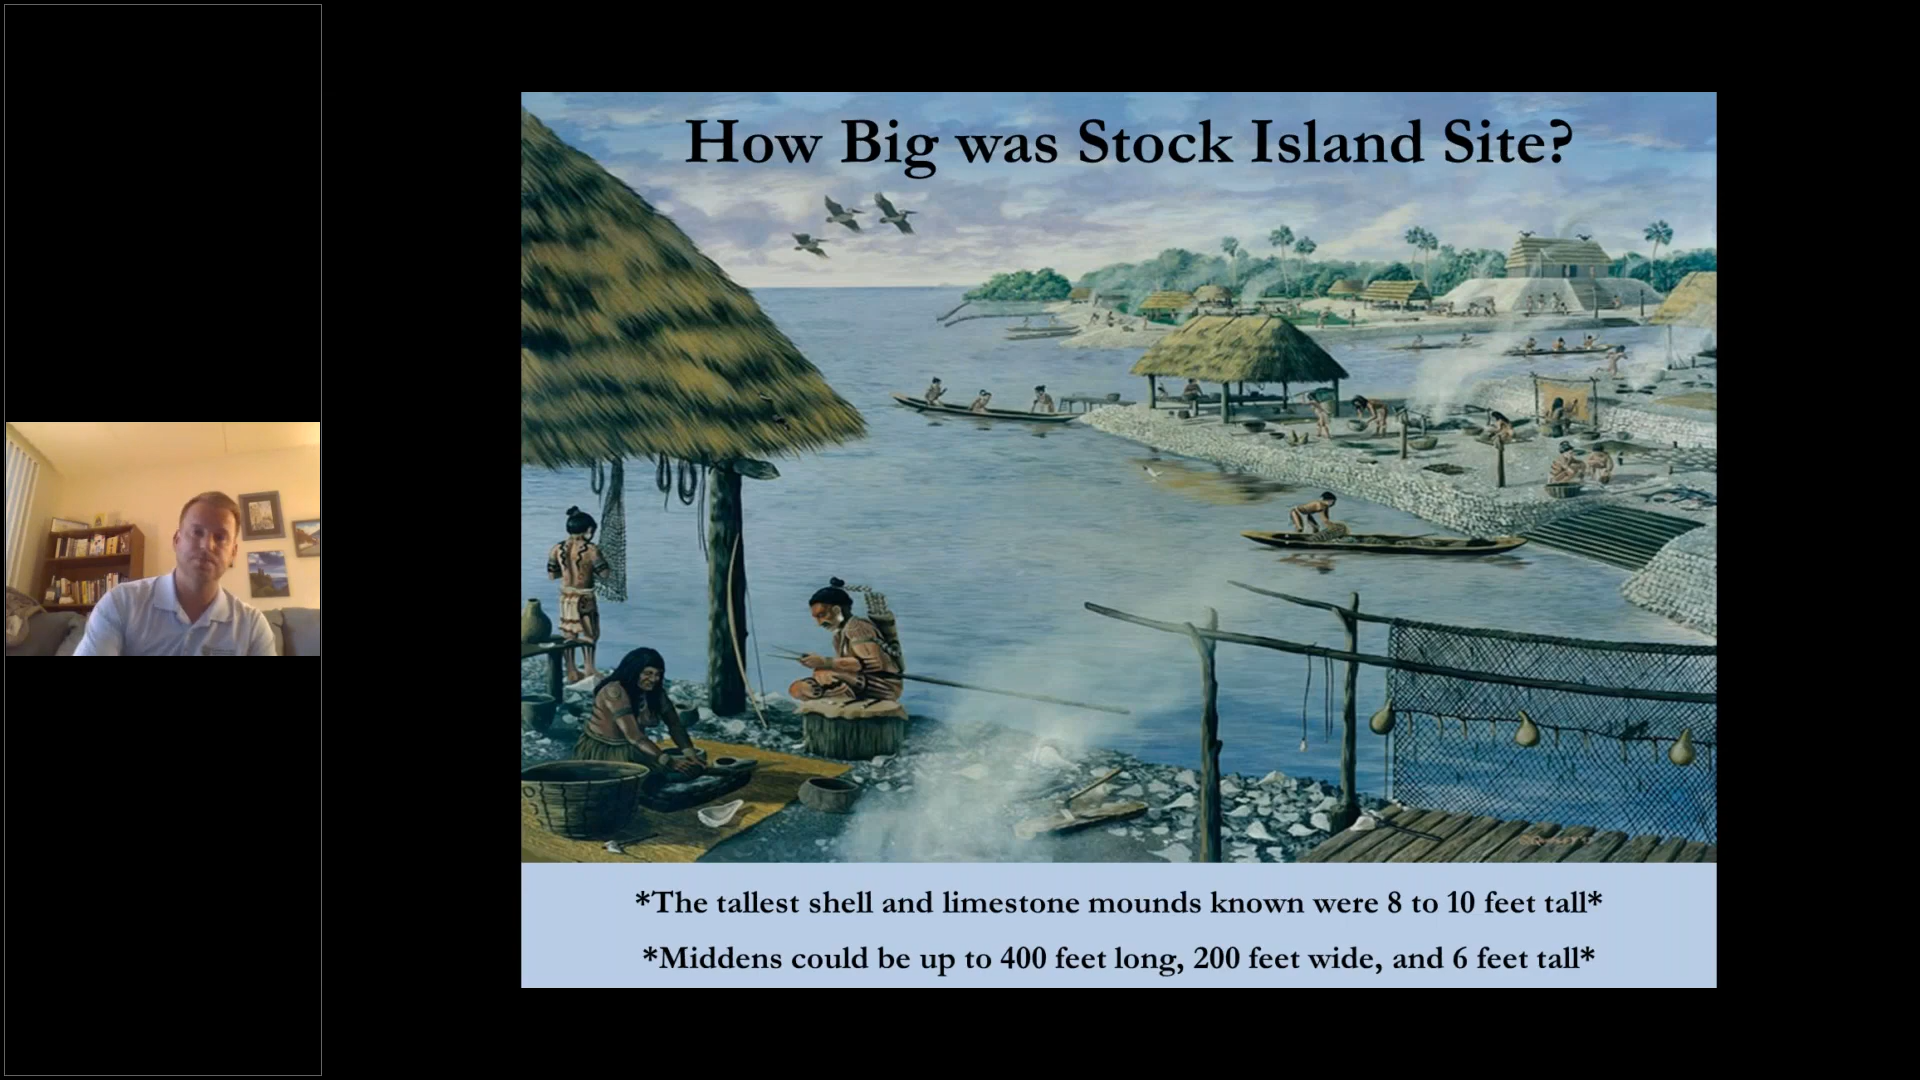 How Big was Stock Island Site?
*The tallest shell and limestone mounds known were 8 to 10 feet tall*
*Middens could be up to 400 feet long, 200 feet wide, and 6 feet tall*